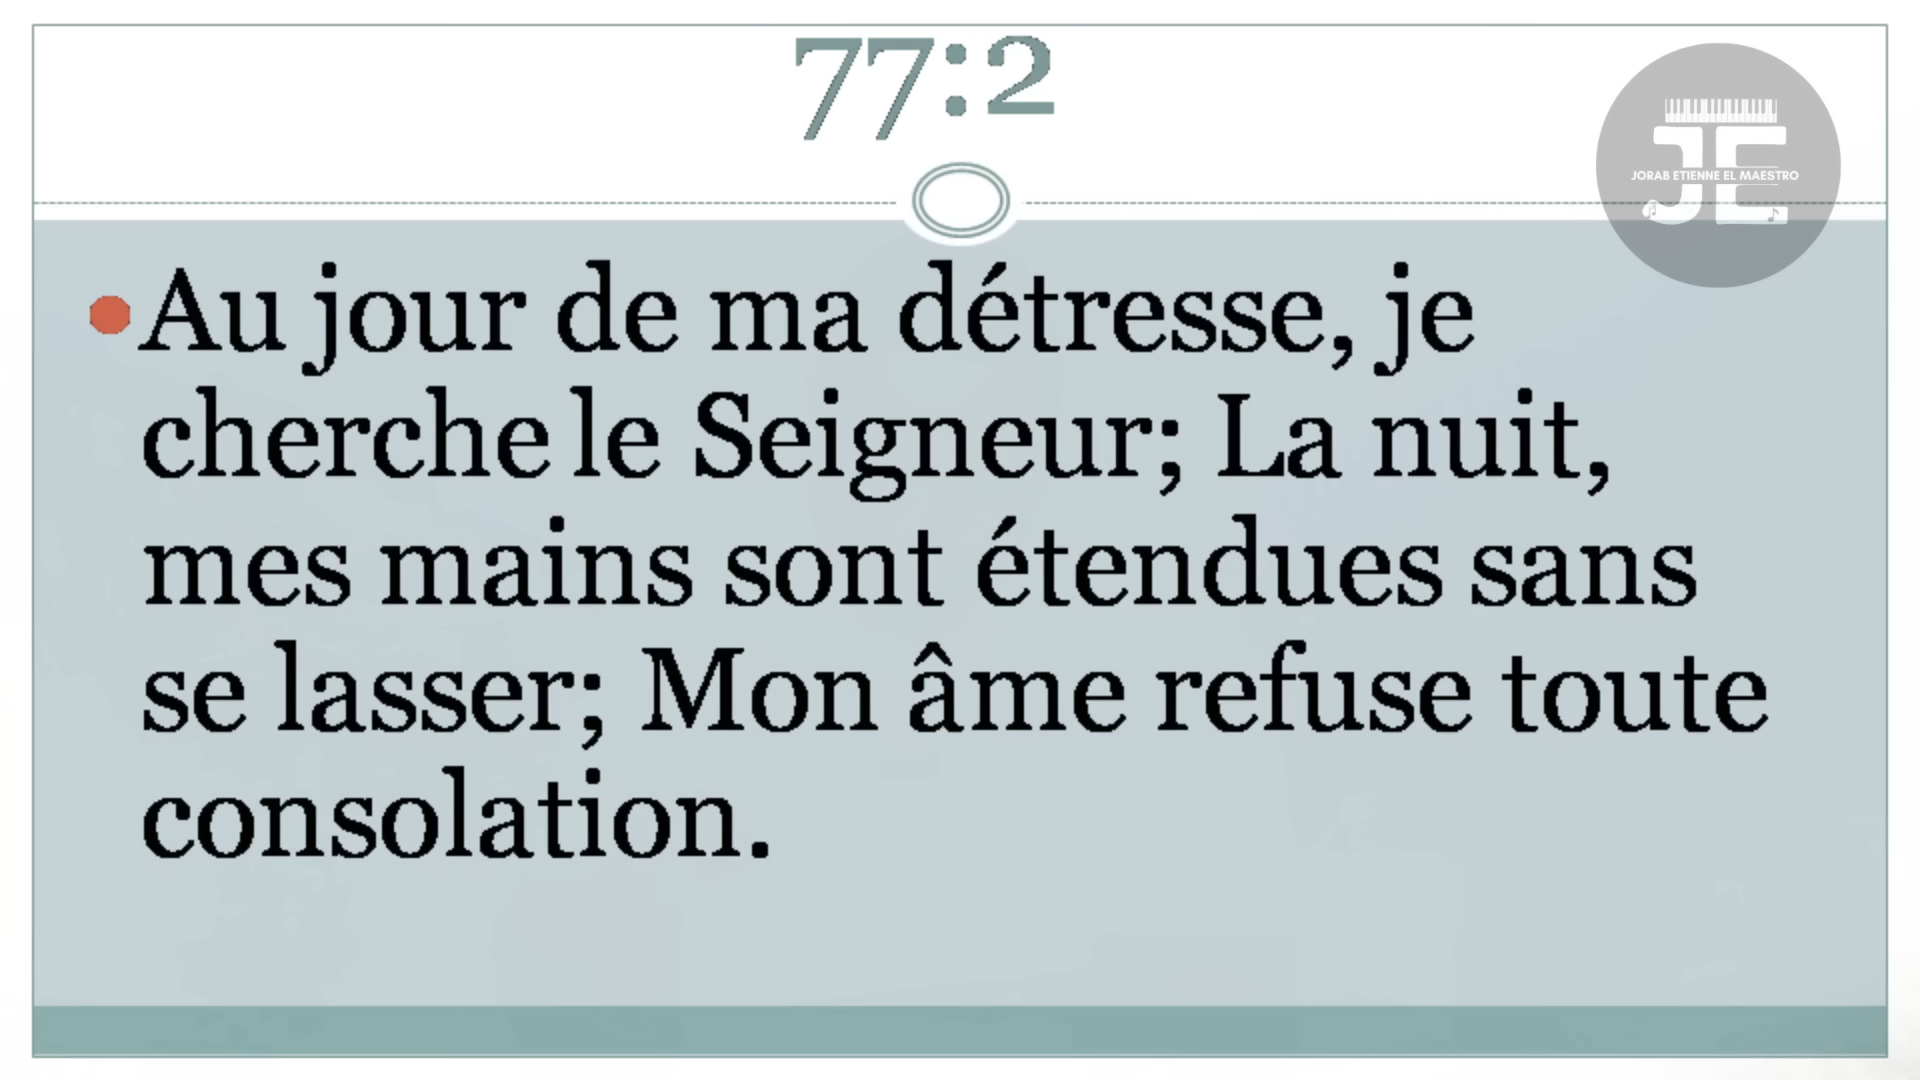 77:2
JE
JORAB ETIENNE EL MAESTRO
Au jour de ma détresse, je
cherche le Seigneur; La nuit,
mes mains sont étendues sans
se lasser; Mon âme refuse toute
consolation.